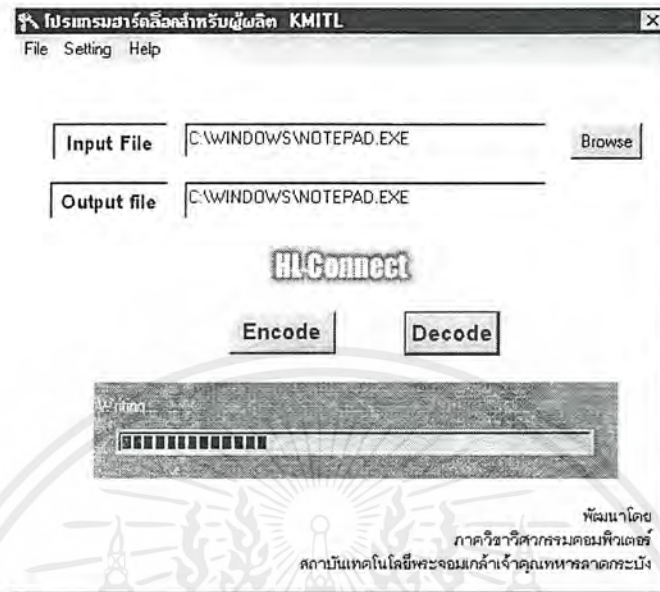 โปรแกรมฮาร์ดล็อคสำหรับผู้ผลิต KMITL
File Setting Help
Input File C:\WINDOWS\NOTEPAD.EXE Browse
Output file C:\WINDOWS\NOTEPAD.EXE
HLConnect
Encode Decode
Writing
พัฒนาโดย
ภาควิชาวิศวกรรมคอมพิวเตอร์
สถาบันเทคโนโลยีพระจอมเกล้าเจ้าคุณทหารลาดกระบัง